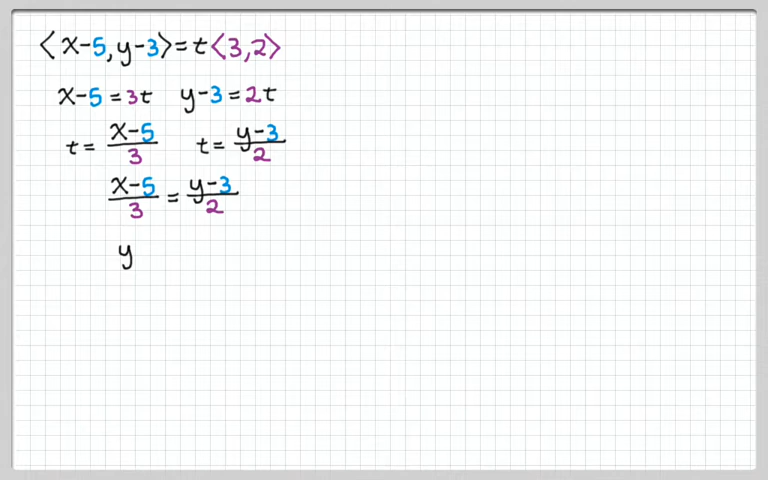 ⟨x-5, y-3⟩ = t⟨3,2⟩
x-5 = 3t y-3 = 2t
t = (x-5)/3 t = (y-3)/2
(x-5)/3 = (y-3)/2
y